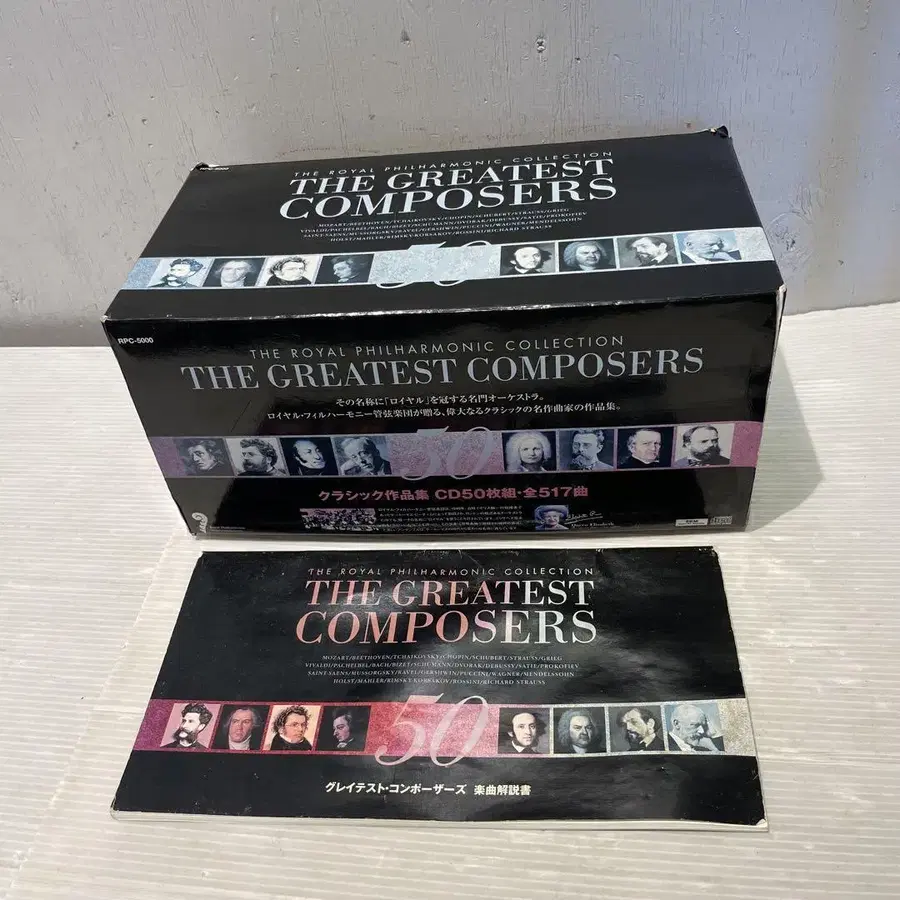 RPC-5000
THE ROYAL PHILHARMONIC COLLECTION
THE GREATEST
COMPOSERS
MOZART/BEETHOVEN/TCHAIKOVSKY/CHOPIN/SCHUBERT/STRAUSS/GRIEG
VIVALDI/PACHELBEL/BACH/BIZET/SCHUMANN/DVORAK/DEBUSSY/SATIE/PROKOFIEV
SAINT-SAENS/MUSSORGSKY/RAVEL/GERSHWIN/PUCCINI/WAGNER/MENDELSSOHN
HOLST/MAHLER/RIMSKY-KORSAKOV/ROSSINI/RICHARD STRAUSS
50
RPC-5000
THE ROYAL PHILHARMONIC COLLECTION
THE GREATEST COMPOSERS
その名称に「ロイヤル」を冠する名門オーケストラ。
ロイヤル・フィルハーモニー管弦楽団が贈る、偉大なるクラシックの名作曲家の作品集。
50
クラシック作品集 CD50枚組・全517曲
THE ROYAL PHILHARMONIC COLLECTION
THE GREATEST
COMPOSERS
MOZART/BEETHOVEN/TCHAIKOVSKY/CHOPIN/SCHUBERT/STRAUSS/GRIEG
VIVALDI/PACHELBEL/BACH/BIZET/SCHUMANN/DVORAK/DEBUSSY/SATIE/PROKOFIEV
SAINT-SAENS/MUSSORGSKY/RAVEL/GERSHWIN/PUCCINI/WAGNER/MENDELSSOHN
HOLST/MAHLER/RIMSKY-KORSAKOV/ROSSINI/RICHARD STRAUSS
50
グレイテスト・コンポーザーズ 楽曲解説書